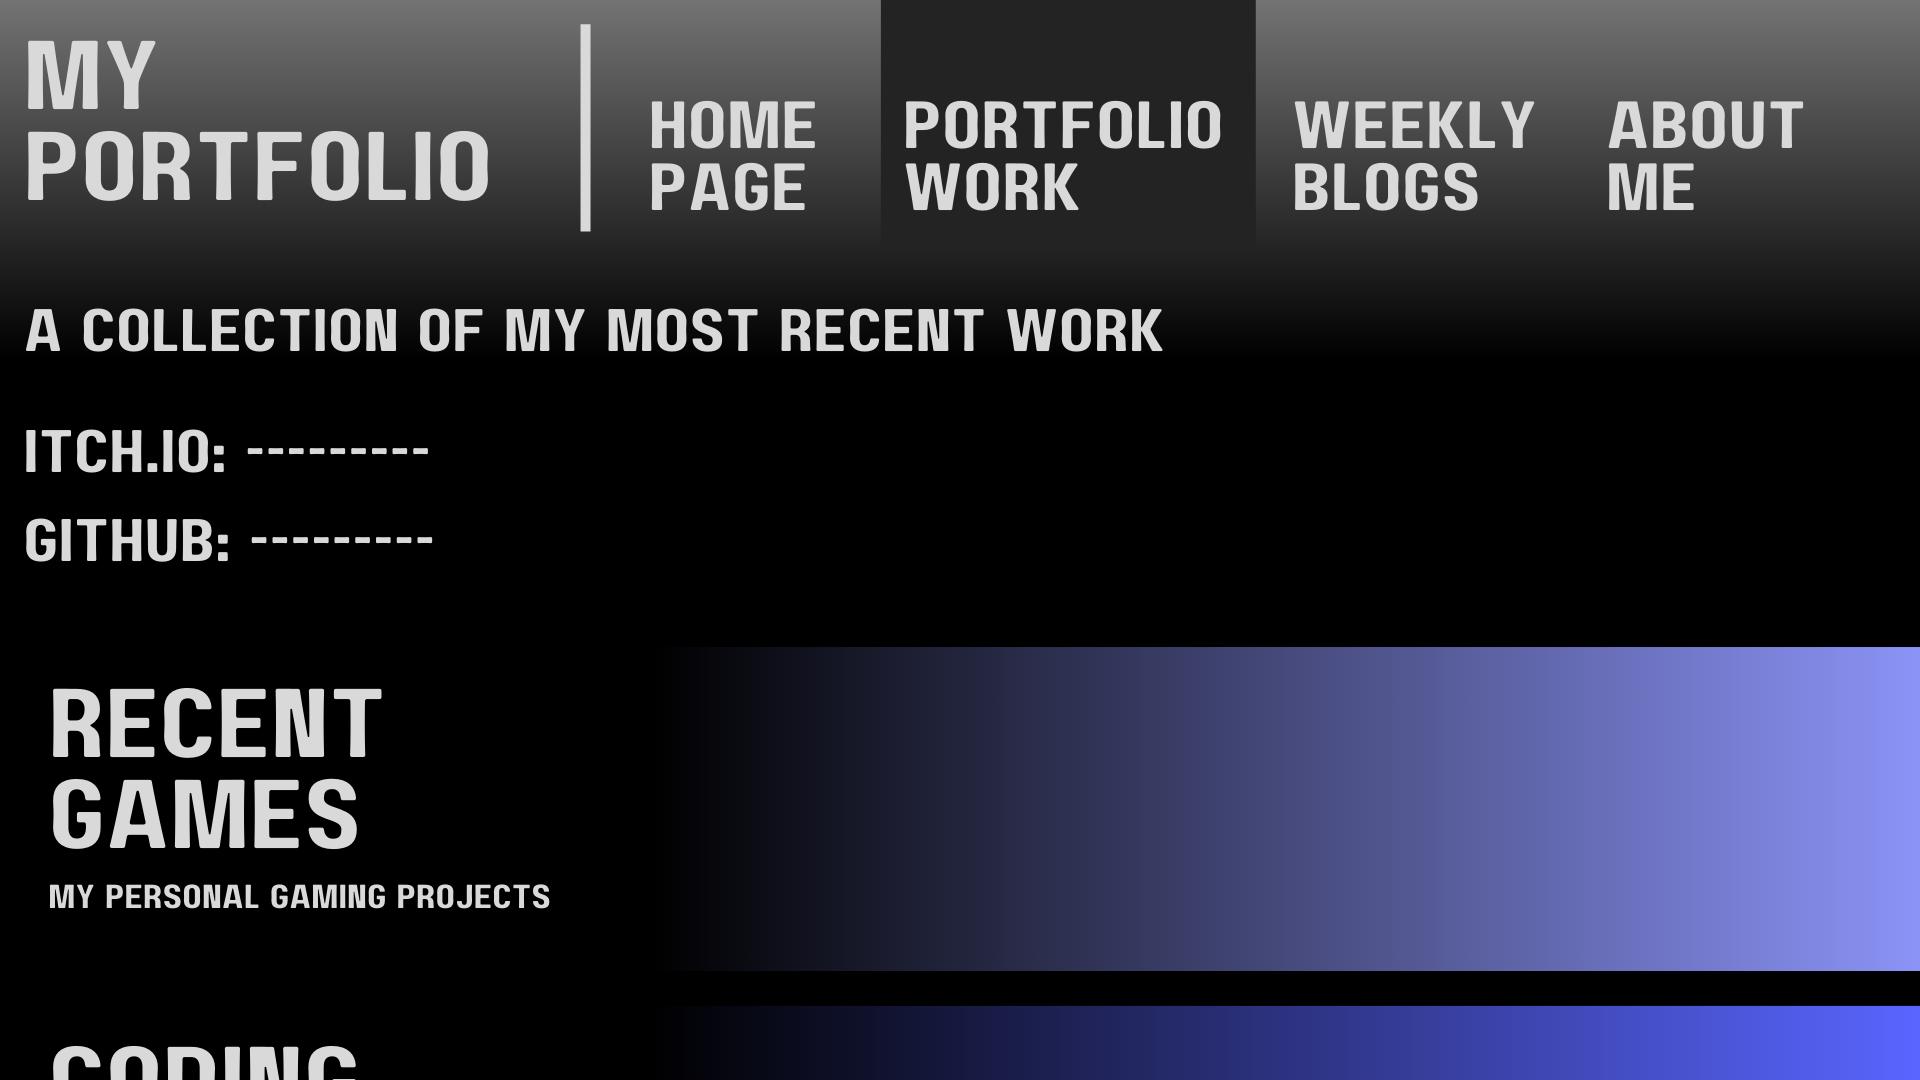 MY
PORTFOLIO
HOME
PAGE
PORTFOLIO
WORK
WEEKLY
BLOGS
ABOUT
ME
A COLLECTION OF MY MOST RECENT WORK
ITCH.IO: ---------
GITHUB: ---------
RECENT
GAMES
MY PERSONAL GAMING PROJECTS
CODING